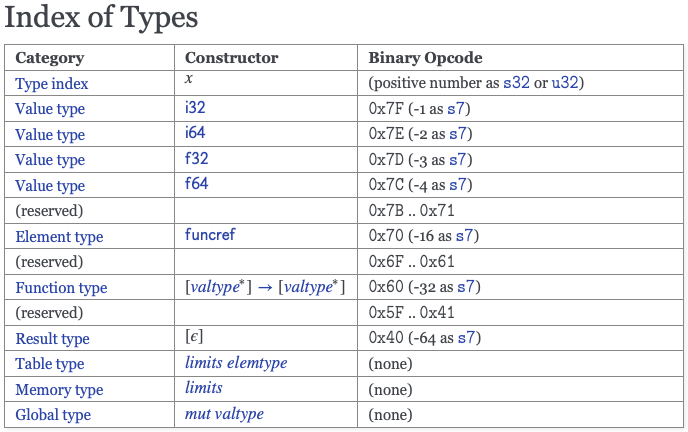 Index of Types
Category Constructor Binary Opcode
Type index x (positive number as s32 or u32)
Value type i32 0x7F (-1 as s7)
Value type i64 0x7E (-2 as s7)
Value type f32 0x7D (-3 as s7)
Value type f64 0x7C (-4 as s7)
(reserved) 0x7B .. 0x71
Element type funcref 0x70 (-16 as s7)
(reserved) 0x6F .. 0x61
Function type [valtype*] → [valtype*] 0x60 (-32 as s7)
(reserved) 0x5F .. 0x41
Result type [ϵ] 0x40 (-64 as s7)
Table type limits elemtype (none)
Memory type limits (none)
Global type mut valtype (none)